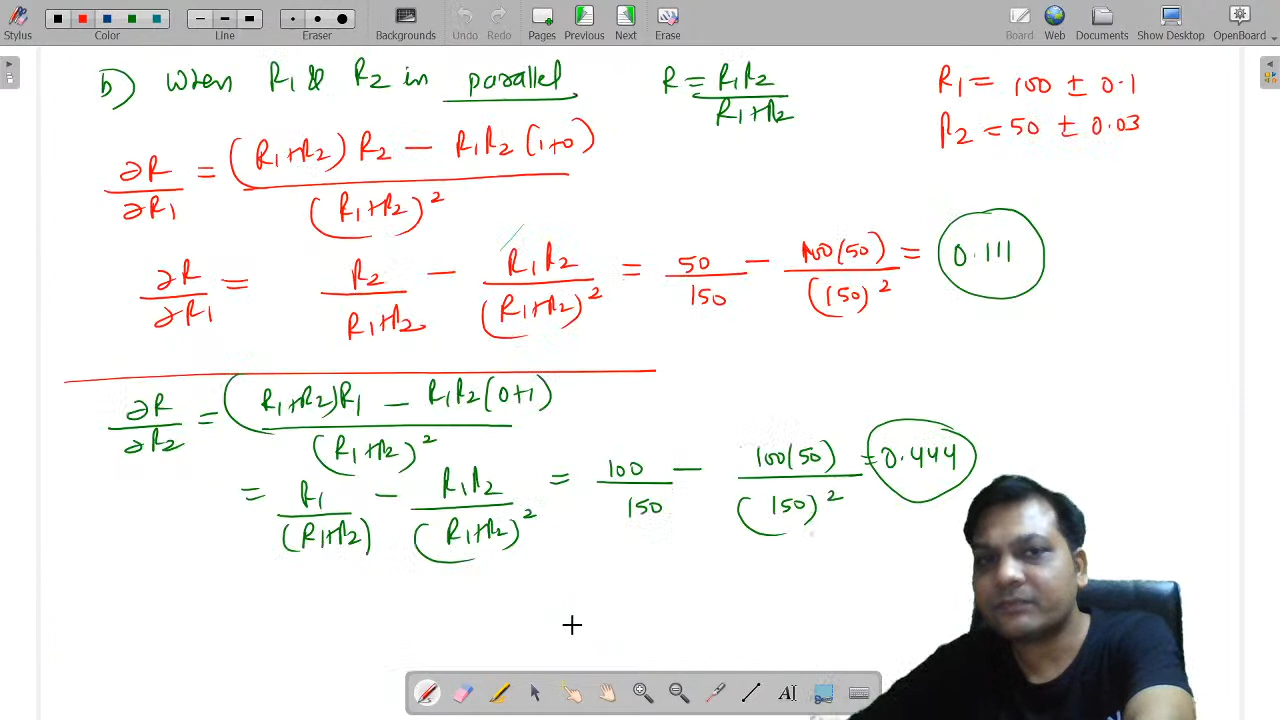 Stylus Color Line Eraser Backgrounds Undo Redo Pages Previous Next Erase Board Web Documents Show Desktop OpenBoard
b) When R1 & R2 in parallel R = R1R2 / R1+R2
R1 = 100 ± 0.1
R2 = 50 ± 0.03
∂R/∂R1 = (R1+R2) R2 − R1R2 (1+0) / (R1+R2)²
∂R/∂R1 = R2 / R1+R2 − R1R2 / (R1+R2)² = 50/150 − 100(50) / (150)² = 0.111
∂R/∂R2 = (R1+R2)R1 − R1R2 (0+1) / (R1+R2)²
= R1 / (R1+R2) − R1R2 / (R1+R2)² = 100/150 − 100(50) / (150)² = 0.444
AI